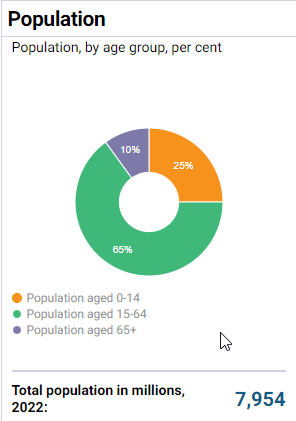 Population
Population, by age group, per cent
10%
25%
65%
Population aged 0-14
Population aged 15-64
Population aged 65+
Total population in millions,
2022:
7,954